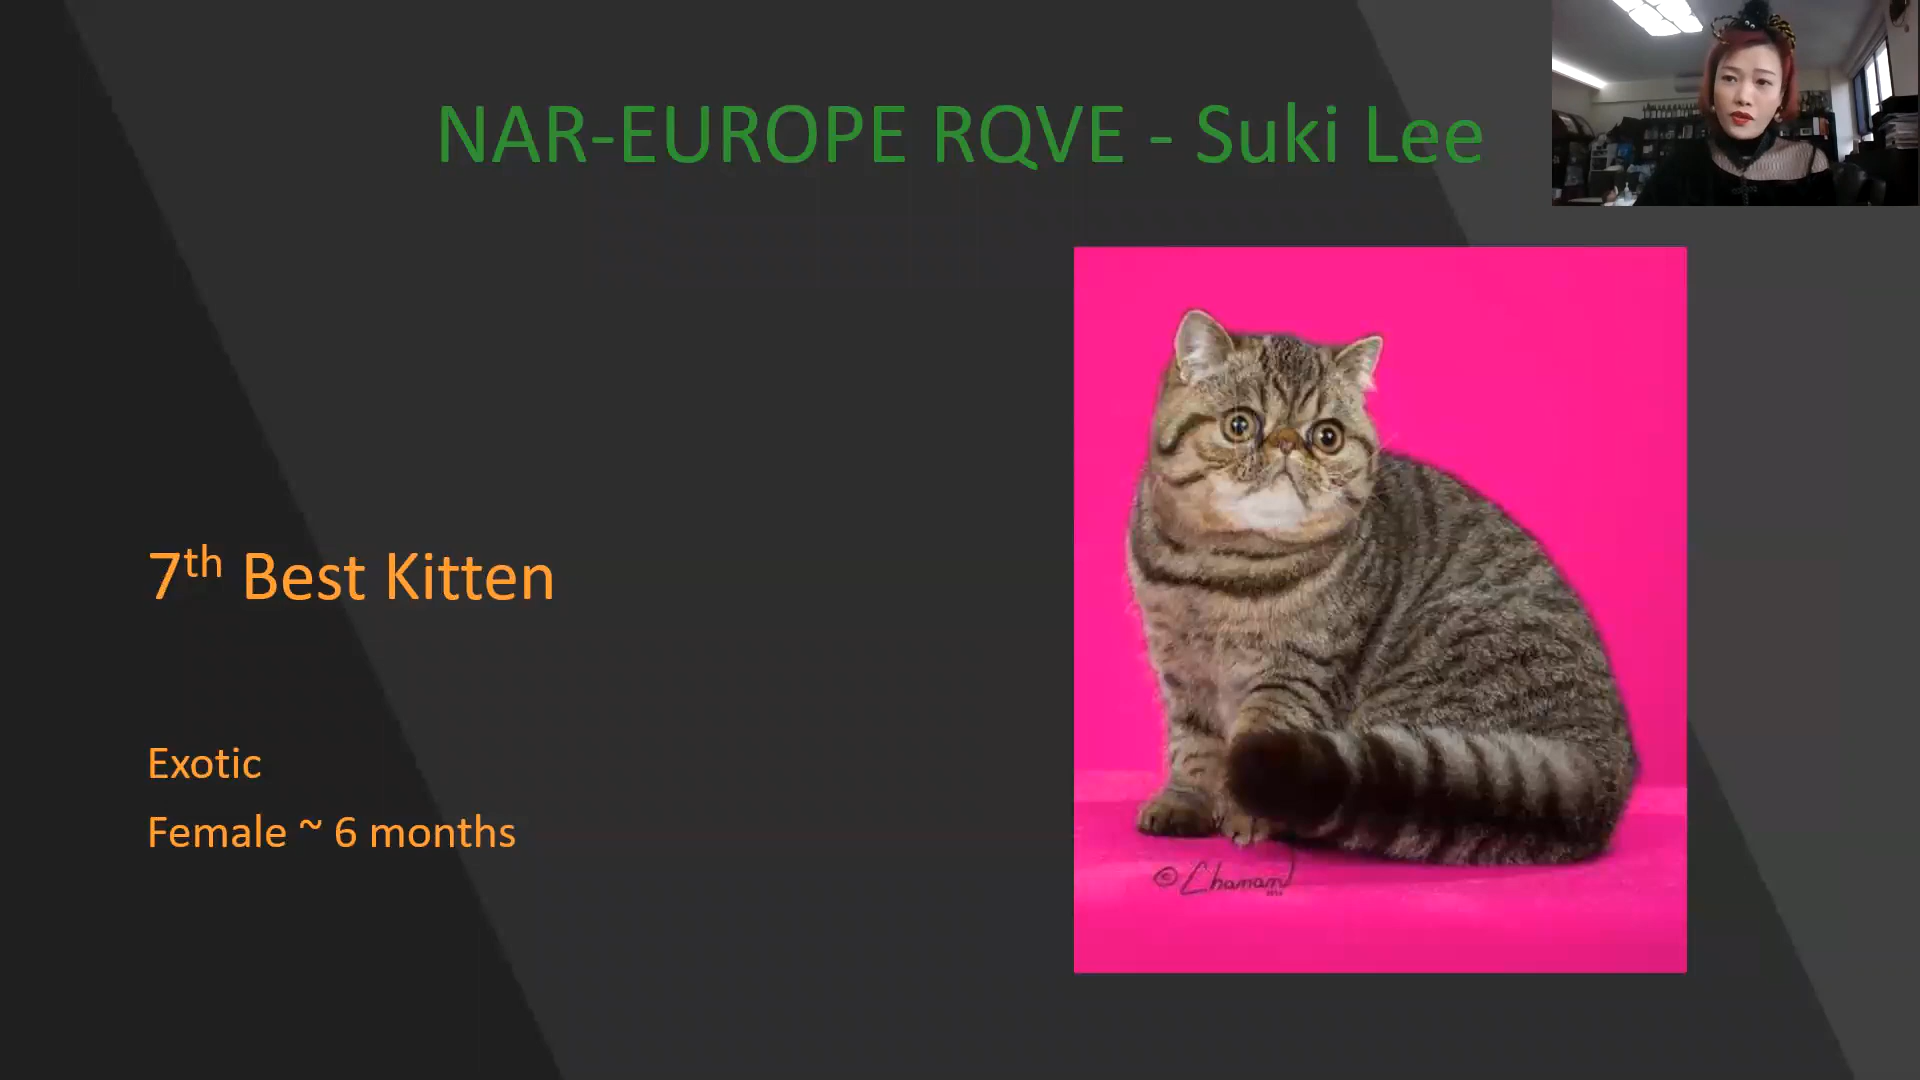 NAR-EUROPE RQVE - Suki Lee
7th Best Kitten
Exotic
Female ~ 6 months
© Chanan